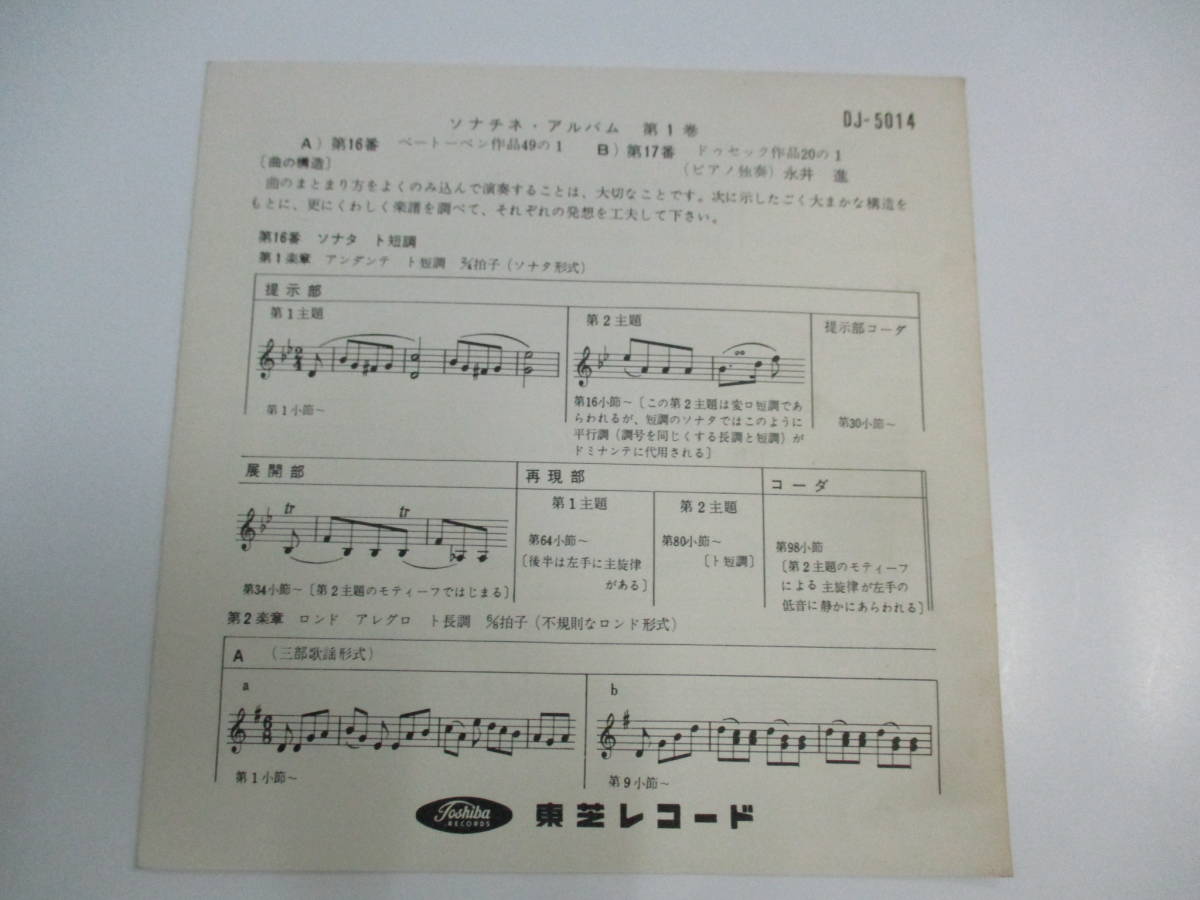 DJ-5014
ソナチネ・アルバム 第1巻
A) 第16番 ベートーベン作品49の1 B) 第17番 ドゥセック作品20の1
(ピアノ独奏) 永井 進
〔曲の構造〕
曲のまとまり方をよくのみ込んで演奏することは、大切なことです。次に示したごく大まかな構造を
もとに、更にくわしく楽譜を調べて、それぞれの発想を工夫して下さい。
第16番 ソナタ ト短調
第1楽章 アンダンテ ト短調 2/4拍子(ソナタ形式)
提示部
第1主題
第1小節~
第2主題
第16小節~〔この第2主題は変ロ短調であ
らわれるが、短調のソナタではこのように
平行調(調号を同じくする長調と短調)が
ドミナンテに代用される〕
提示部コーダ
第30小節~
展開部
tr tr
第34小節~〔第2主題のモティーフではじまる〕
再現部
第1主題
第64小節~
〔後半は左手に主旋律
がある〕
第2主題
第80小節~
〔ト短調〕
コーダ
第98小節
〔第2主題のモティーフ
による 主旋律が左手の
低音に静かにあらわれる〕
第2楽章 ロンド アレグロ ト長調 6/8拍子(不規則なロンド形式)
A (三部歌謡形式)
a
第1小節~
b
第9小節~
Toshiba RECORDS 東芝レコード